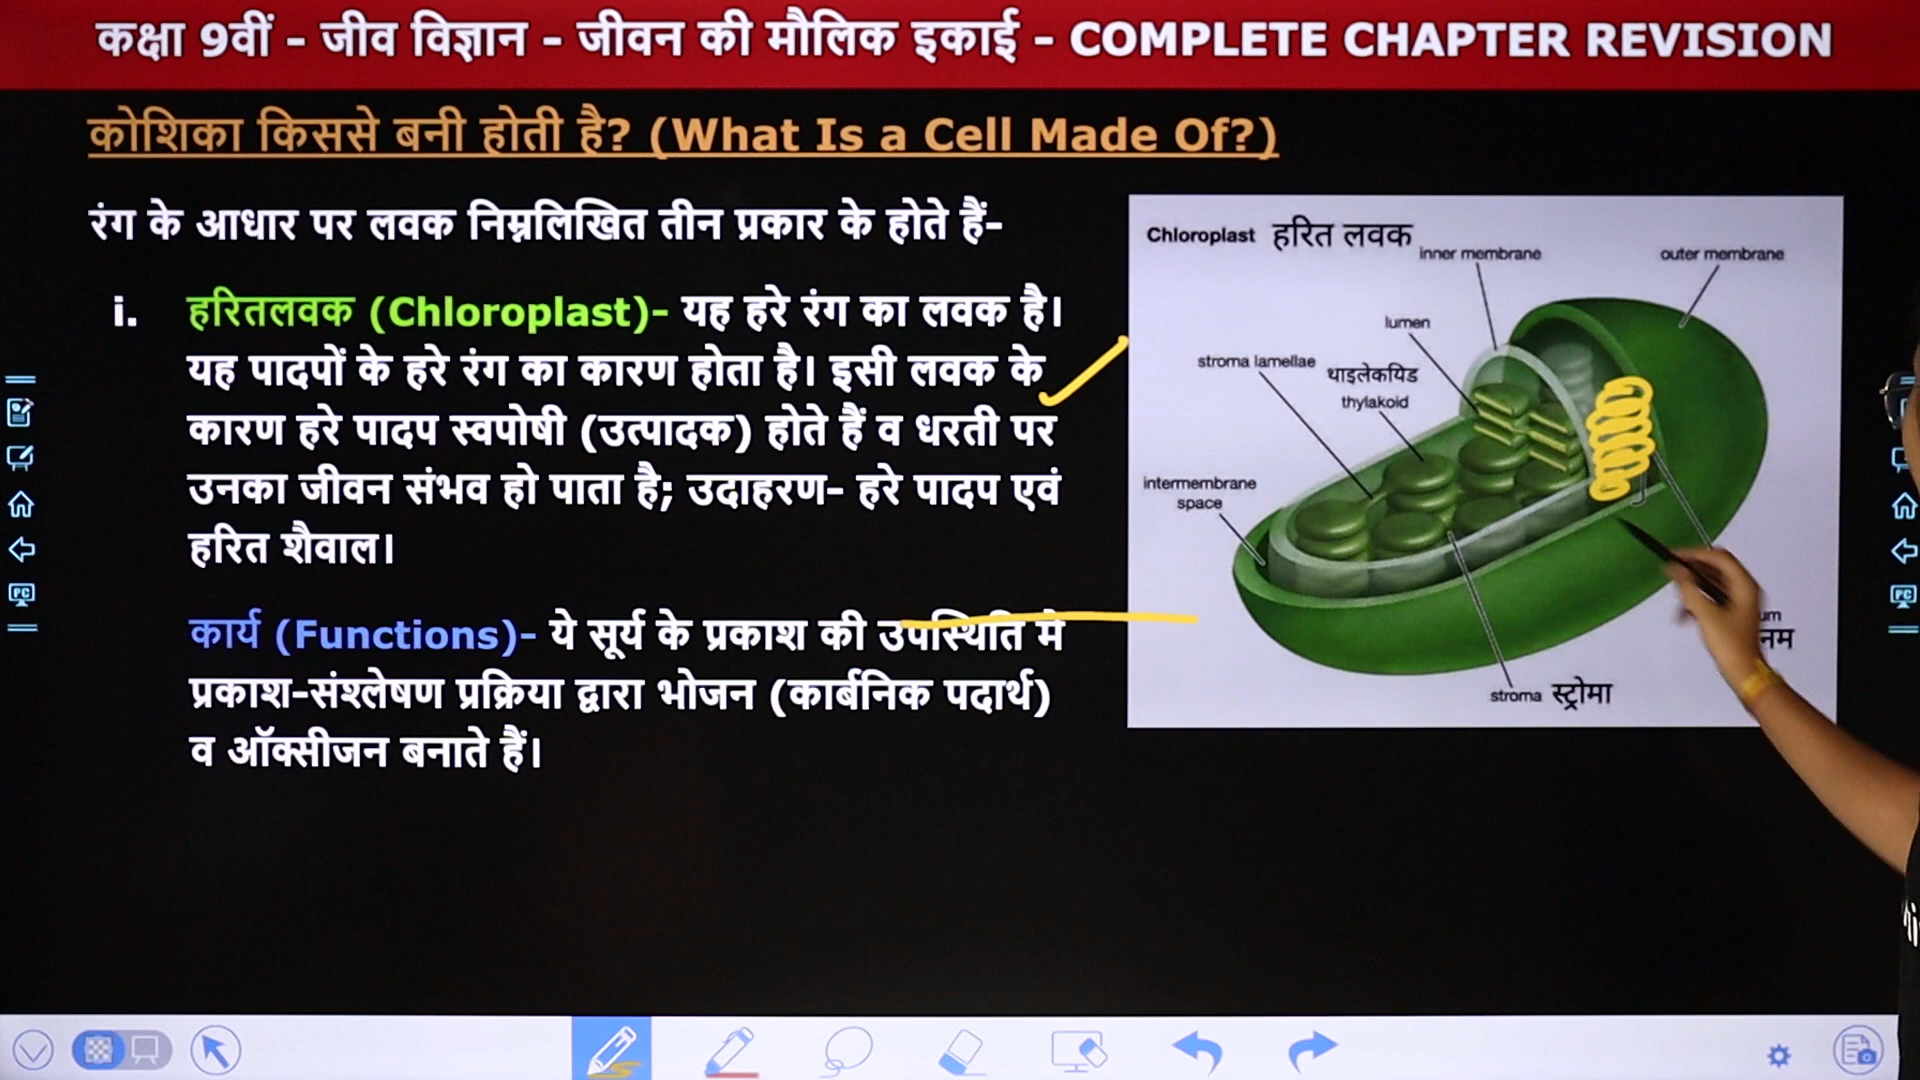 कक्षा 9वीं - जीव विज्ञान - जीवन की मौलिक इकाई - COMPLETE CHAPTER REVISION
कोशिका किससे बनी होती है? (What Is a Cell Made Of?)
रंग के आधार पर लवक निम्नलिखित तीन प्रकार के होते हैं-
i. हरितलवक (Chloroplast)- यह हरे रंग का लवक है।
यह पादपों के हरे रंग का कारण होता है। इसी लवक के
कारण हरे पादप स्वपोषी (उत्पादक) होते हैं व धरती पर
उनका जीवन संभव हो पाता है; उदाहरण- हरे पादप एवं
हरित शैवाल।
कार्य (Functions)- ये सूर्य के प्रकाश की उपस्थिति में
प्रकाश-संश्लेषण प्रक्रिया द्वारा भोजन (कार्बनिक पदार्थ)
व ऑक्सीजन बनाते हैं।
Chloroplast हरित लवक
inner membrane
outer membrane
lumen
stroma lamellae
थाइलेकयिड
thylakoid
intermembrane
space
stroma स्ट्रोमा
PC
PC